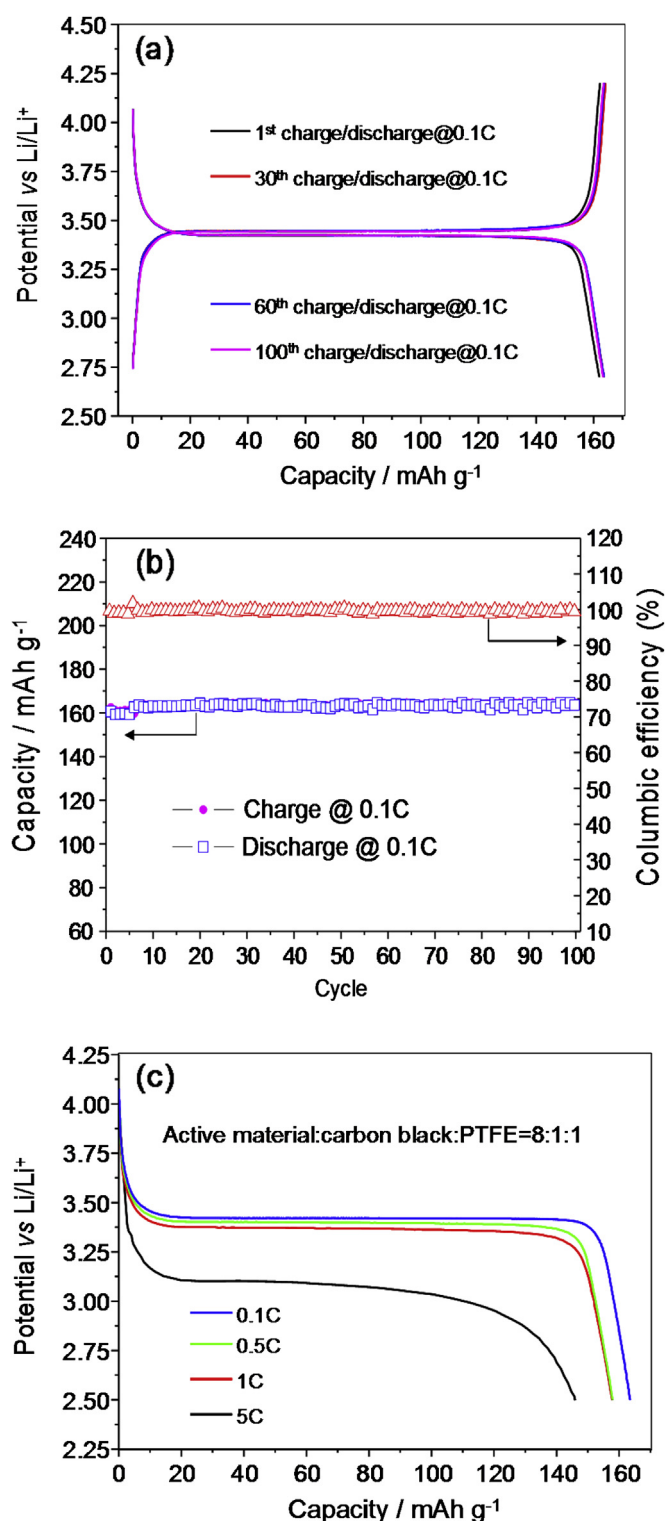 (a)
4.50
4.25
4.00
3.75
3.50
3.25
3.00
2.75
2.50
Potential vs Li/Li⁺
1ˢᵗ charge/discharge@0.1C
30ᵗʰ charge/discharge@0.1C
60ᵗʰ charge/discharge@0.1C
100ᵗʰ charge/discharge@0.1C
0 20 40 60 80 100 120 140 160
Capacity / mAh g⁻¹
(b)
240
220
200
180
160
140
120
100
80
60
Capacity / mAh g⁻¹
120
110
100
90
80
70
60
50
40
30
20
10
Columbic efficiency (%)
Charge @ 0.1C
Discharge @ 0.1C
0 10 20 30 40 50 60 70 80 90 100
Cycle
(c)
4.25
4.00
3.75
3.50
3.25
3.00
2.75
2.50
2.25
Potential vs Li/Li⁺
Active material:carbon black:PTFE=8:1:1
0.1C
0.5C
1C
5C
0 20 40 60 80 100 120 140 160
Capacity / mAh g⁻¹